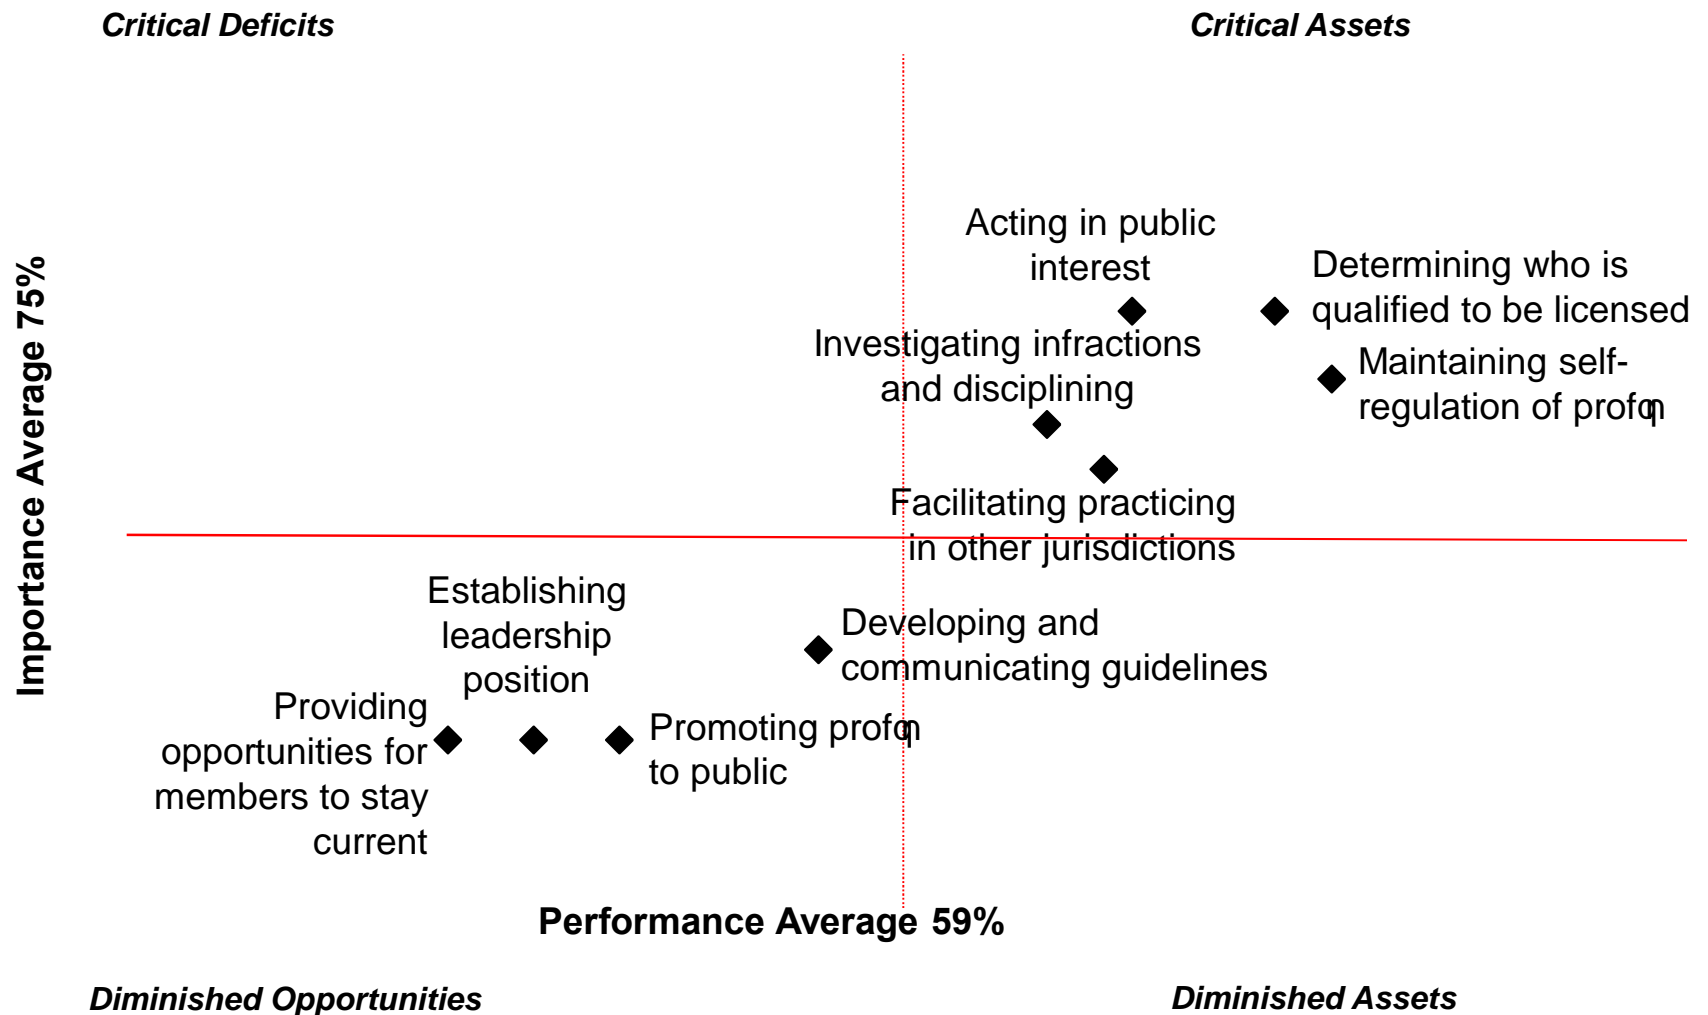 Critical Deficits
Critical Assets
Importance Average 75%
Acting in public
interest
Determining who is
qualified to be licensed
Investigating infractions
and disciplining
Maintaining self-
regulation of
Facilitating practicing
in other jurisdictions
Establishing
leadership
position
Developing and
communicating guidelines
Providing
opportunities for
members to stay
current
Promoting
to public
Performance Average 59%
Diminished Opportunities
Diminished Assets